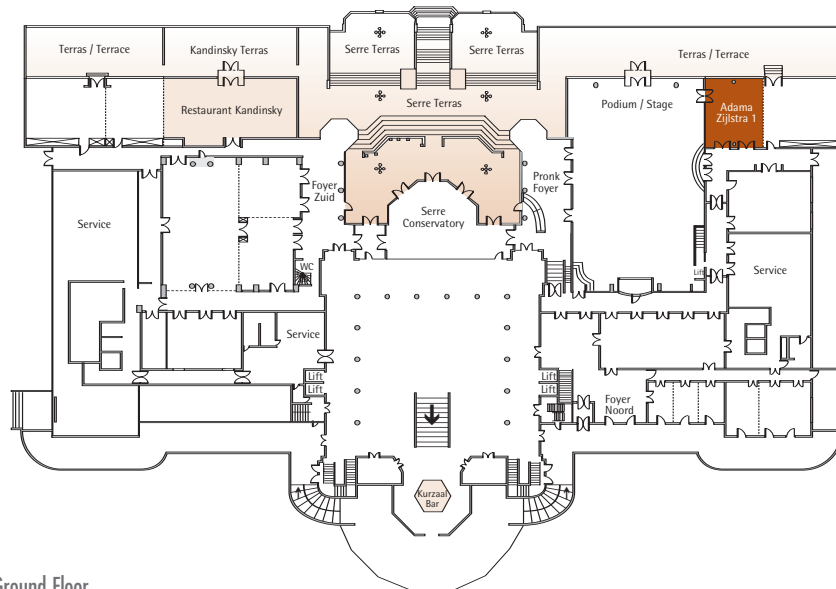 Terras / Terrace
Kandinsky Terras
Serre Terras
Serre Terras
Terras / Terrace
Restaurant Kandinsky
Serre Terras
Podium / Stage
Adama
Zijlstra 1
Foyer
Zuid
Pronk
Foyer
Serre
Conservatory
Service
WC
Lift
Service
Service
Lift
Lift
Lift
Lift
Foyer
Noord
Kurzaal
Bar
Ground Floor